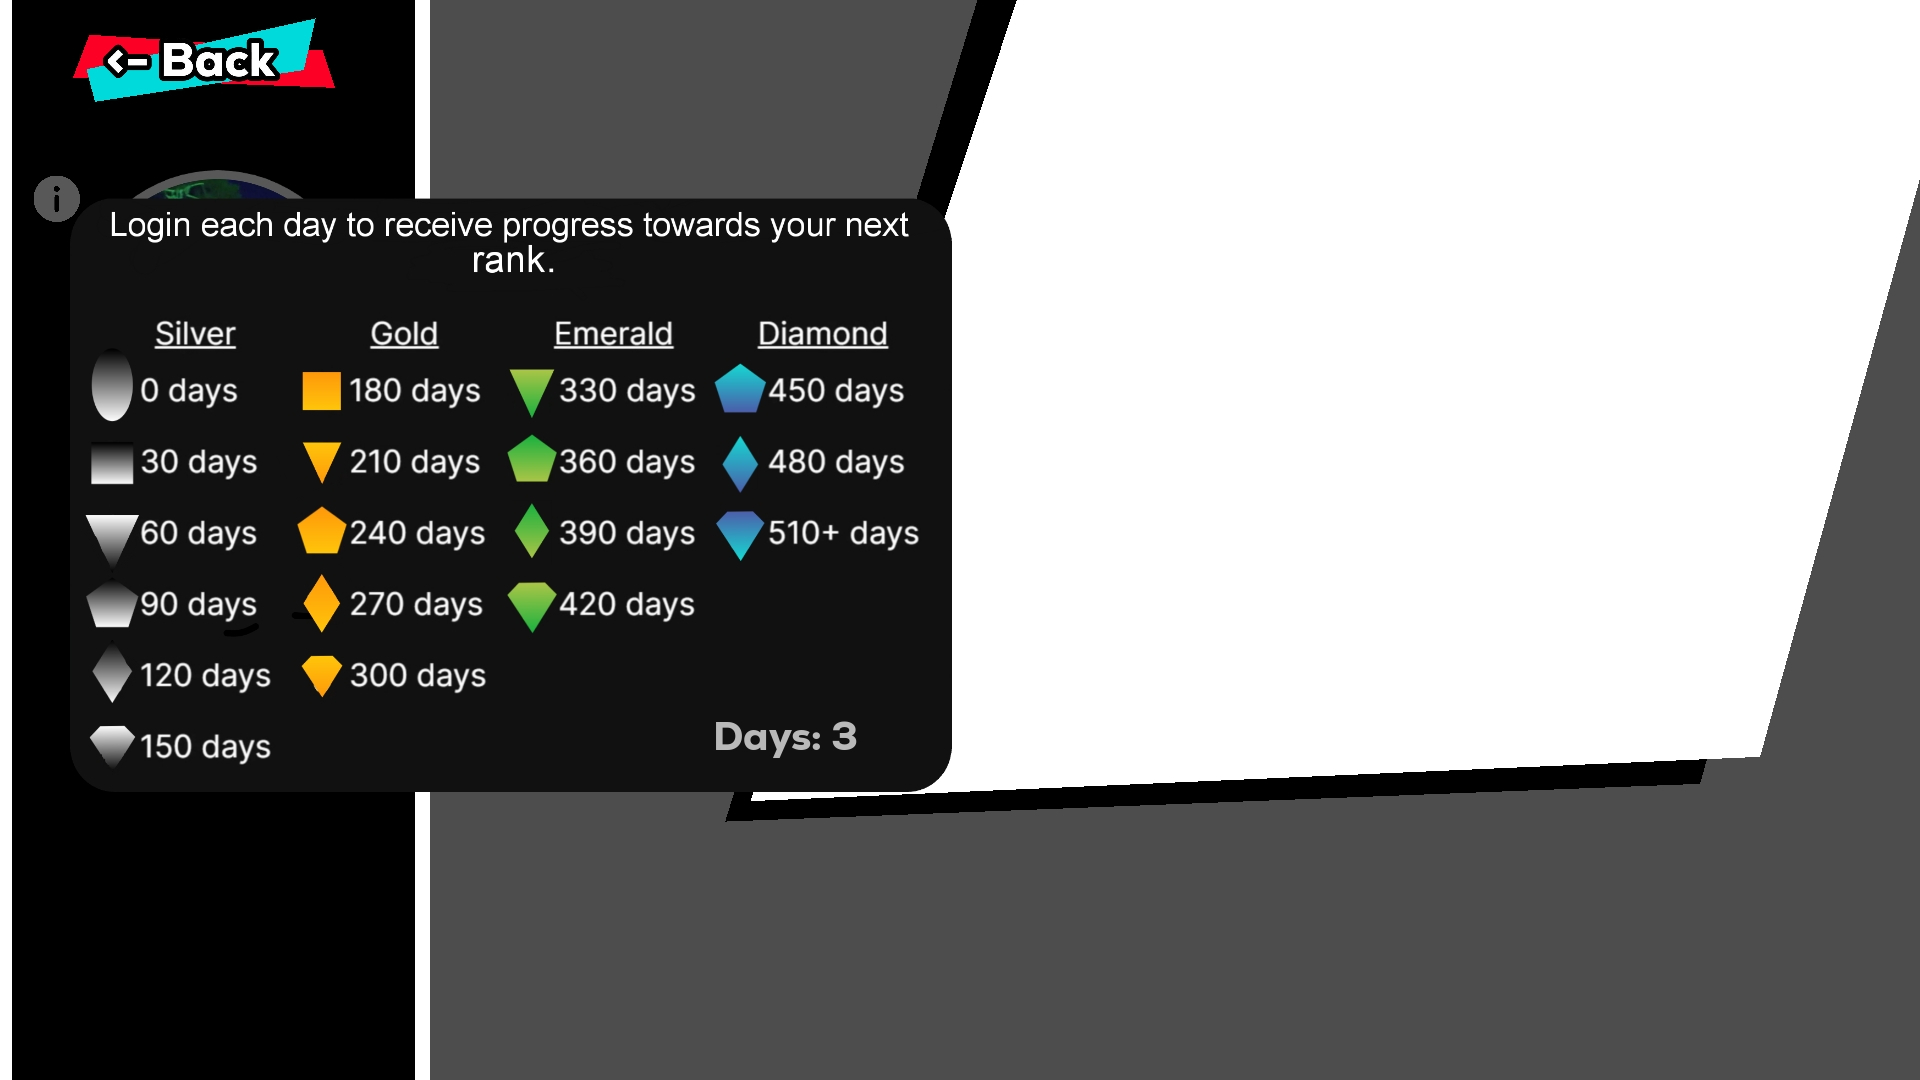 <- Back
i
Login each day to receive progress towards your next
rank.
Silver Gold Emerald Diamond
0 days 180 days 330 days 450 days
30 days 210 days 360 days 480 days
60 days 240 days 390 days 510+ days
90 days 270 days 420 days
120 days 300 days
150 days
Days: 3